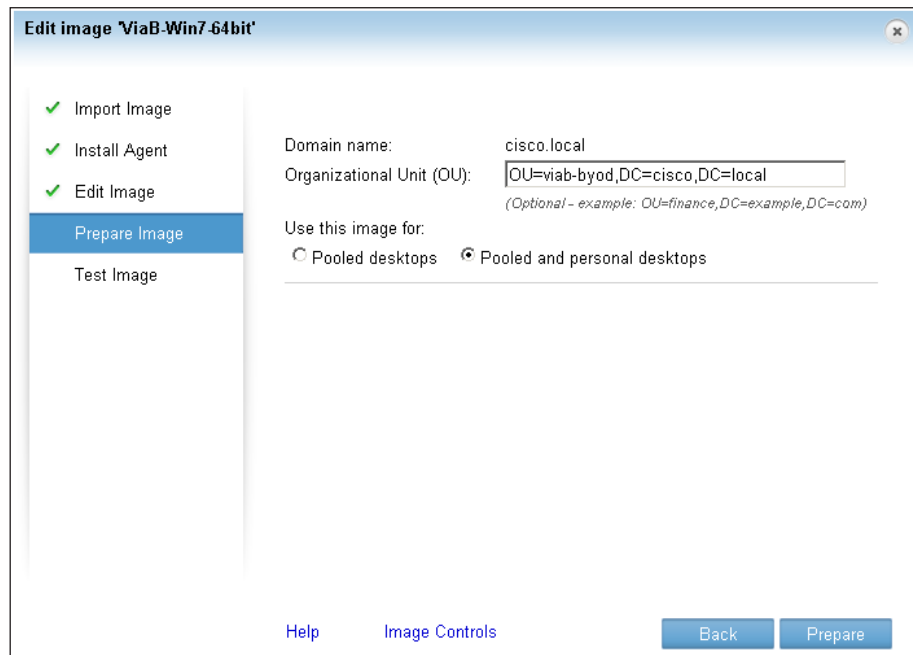 Edit image 'ViaB-Win7-64bit'
Import Image
Install Agent
Edit Image
Prepare Image
Test Image
Domain name: cisco.local
Organizational Unit (OU): OU=viab-byod,DC=cisco,DC=local
(Optional - example: OU=finance,DC=example,DC=com)
Use this image for:
Pooled desktops Pooled and personal desktops
Help Image Controls Back Prepare